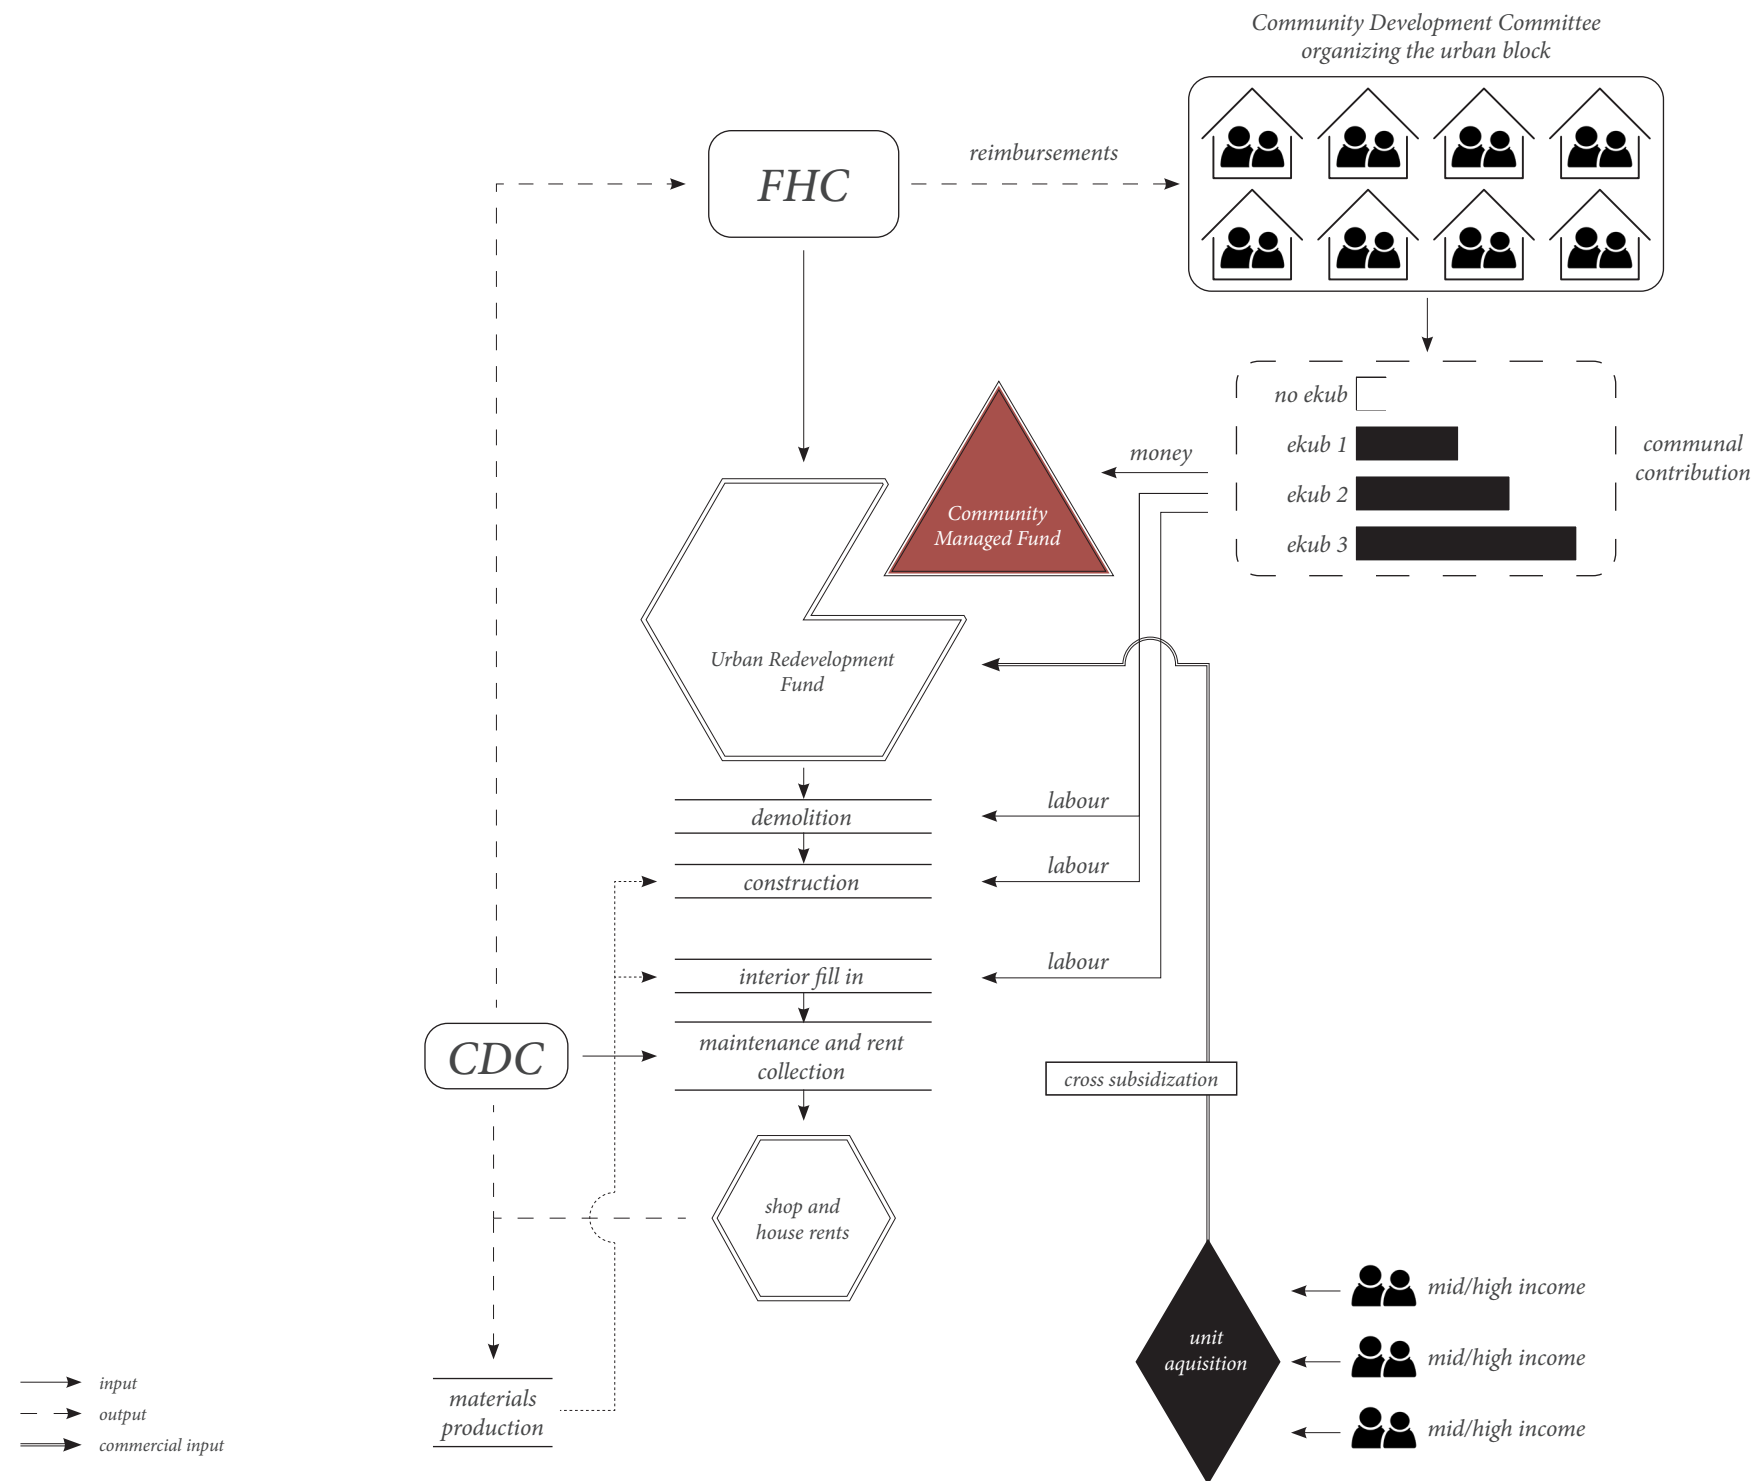 Community Development Committee
organizing the urban block
FHC
reimbursements
no ekub
ekub 1
ekub 2
ekub 3
communal
contribution
money
Community
Managed Fund
Urban Redevelopment
Fund
demolition
labour
construction
labour
interior fill in
labour
CDC
maintenance and rent
collection
cross subsidization
shop and
house rents
unit
aquisition
mid/high income
mid/high income
mid/high income
materials
production
input
output
commercial input